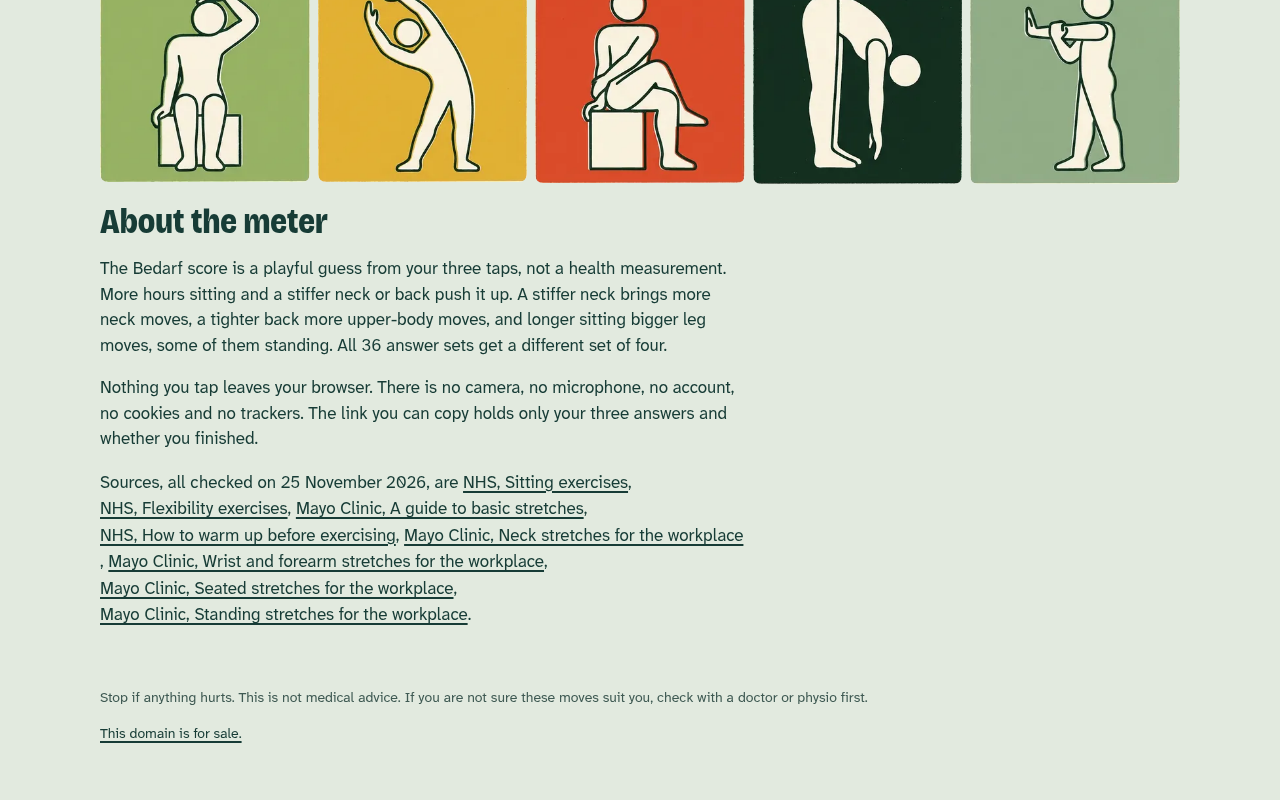 About the meter
The Bedarf score is a playful guess from your three taps, not a health measurement.
More hours sitting and a stiffer neck or back push it up. A stiffer neck brings more
neck moves, a tighter back more upper-body moves, and longer sitting bigger leg
moves, some of them standing. All 36 answer sets get a different set of four.
Nothing you tap leaves your browser. There is no camera, no microphone, no account,
no cookies and no trackers. The link you can copy holds only your three answers and
whether you finished.
Sources, all checked on 25 November 2026, are NHS, Sitting exercises,
NHS, Flexibility exercises, Mayo Clinic, A guide to basic stretches,
NHS, How to warm up before exercising, Mayo Clinic, Neck stretches for the workplace
, Mayo Clinic, Wrist and forearm stretches for the workplace,
Mayo Clinic, Seated stretches for the workplace,
Mayo Clinic, Standing stretches for the workplace.
Stop if anything hurts. This is not medical advice. If you are not sure these moves suit you, check with a doctor or physio first.
This domain is for sale.